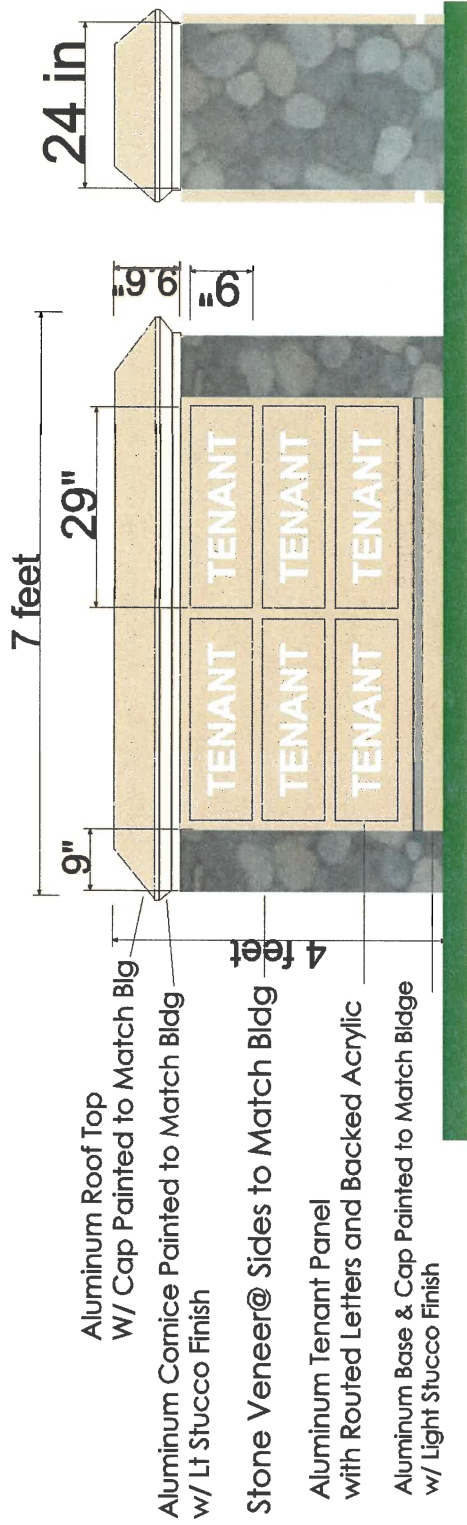 7 feet
24 in
29"
9"
9.6"
9"
4 feet
TENANT TENANT
TENANT TENANT
TENANT TENANT
Aluminum Roof Top
W/ Cap Painted to Match Blg
Aluminum Cornice Painted to Match Bldg
w/ Lt Stucco Finish
Stone Veneer@ Sides to Match Bldg
Aluminum Tenant Panel
with Routed Letters and Backed Acrylic
Aluminum Base & Cap Painted to Match Bldge
w/ Light Stucco Finish